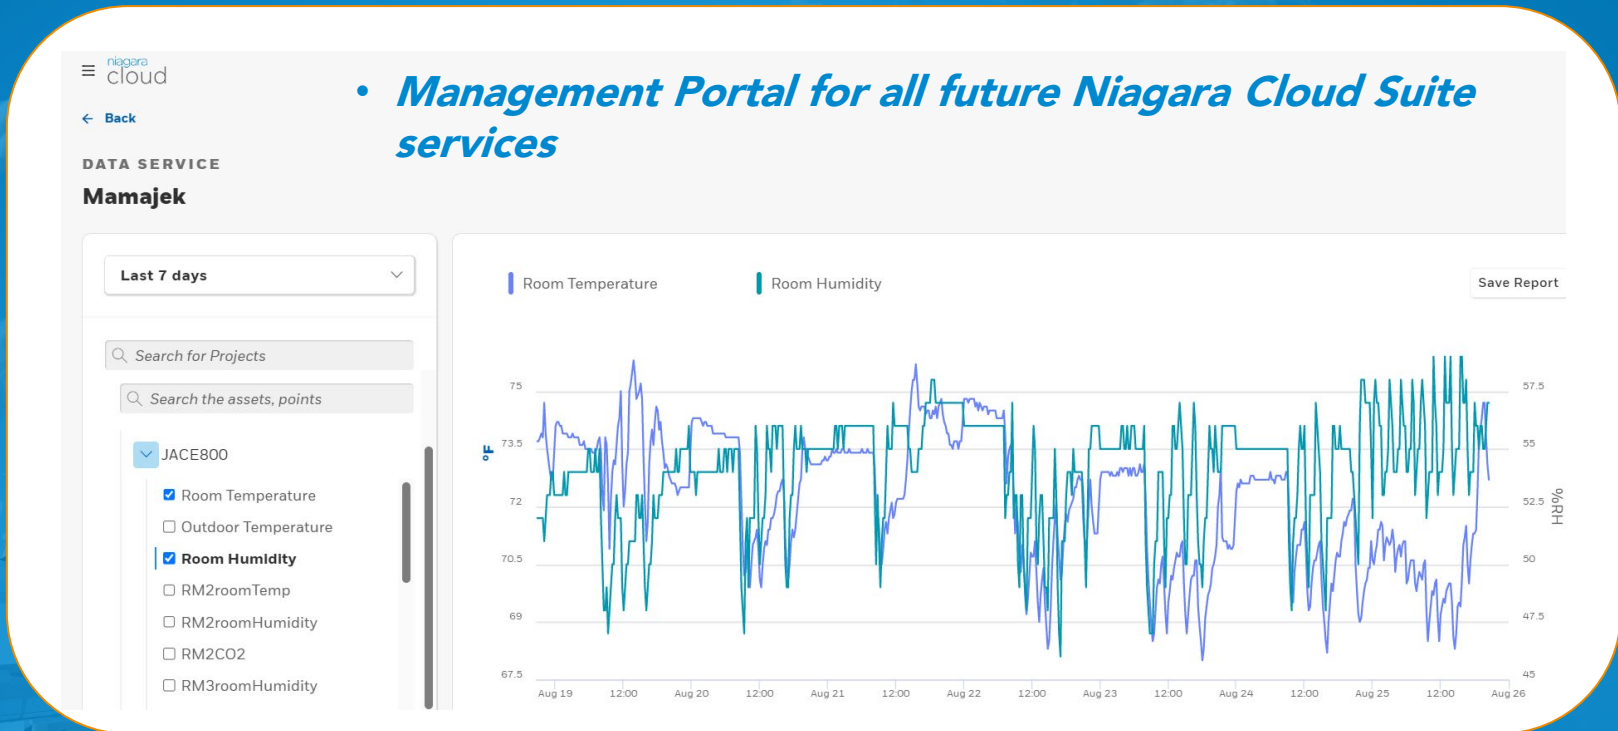 niagara
cloud
• Management Portal for all future Niagara Cloud Suite
services
← Back
DATA SERVICE
Mamajek
Last 7 days
Search for Projects
Search the assets, points
JACE800
Room Temperature
Outdoor Temperature
Room Humidity
RM2roomTemp
RM2roomHumidity
RM2CO2
RM3roomHumidity
Room Temperature
Room Humidity
Save Report
°F
75
73.5
72
70.5
69
67.5
57.5
55
52.5
50
47.5
45
%RH
Aug 19 12:00 Aug 20 12:00 Aug 21 12:00 Aug 22 12:00 Aug 23 12:00 Aug 24 12:00 Aug 25 12:00 Aug 26